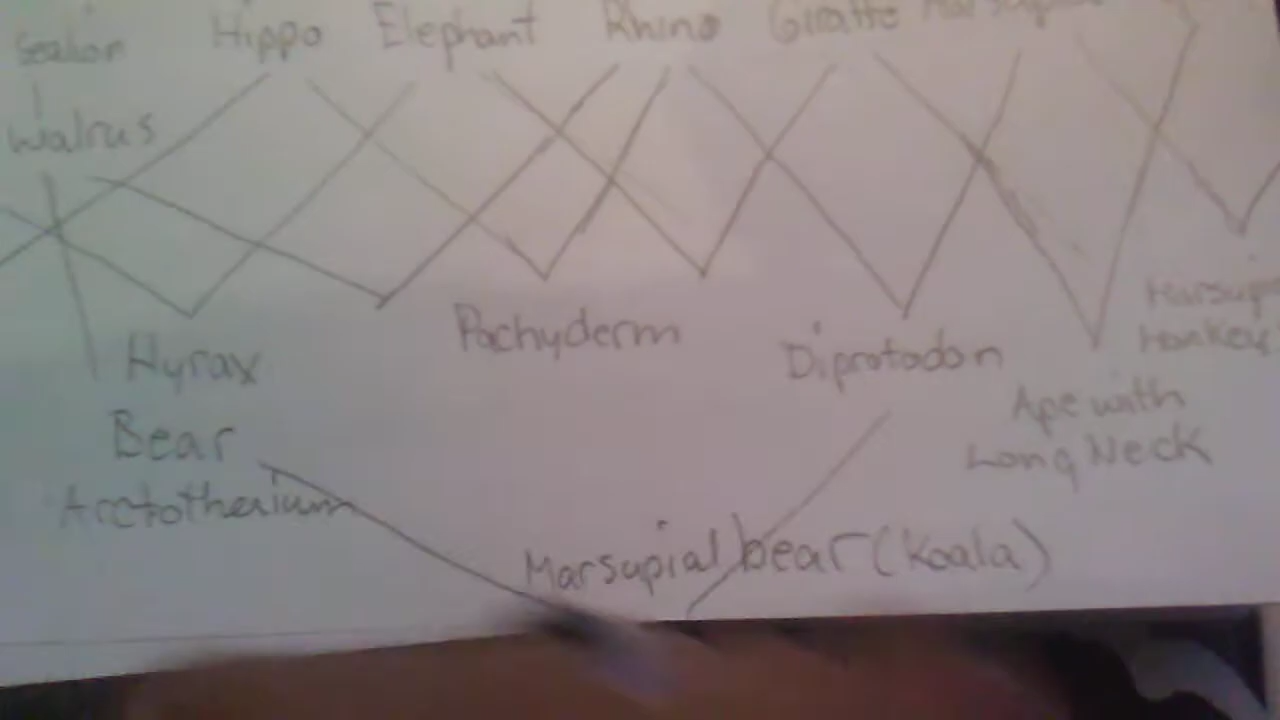 Sealion
Hippo Elephant Rhino Giraffe
Walrus
Hyrax
Pachyderm
Diprotodon
Ape with
Long Neck
Bear
Arctotherium
Marsupial bear (Koala)